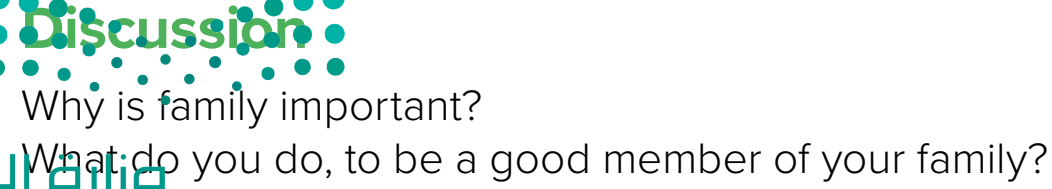 Discussion
Why is family important?
What do you do, to be a good member of your family?